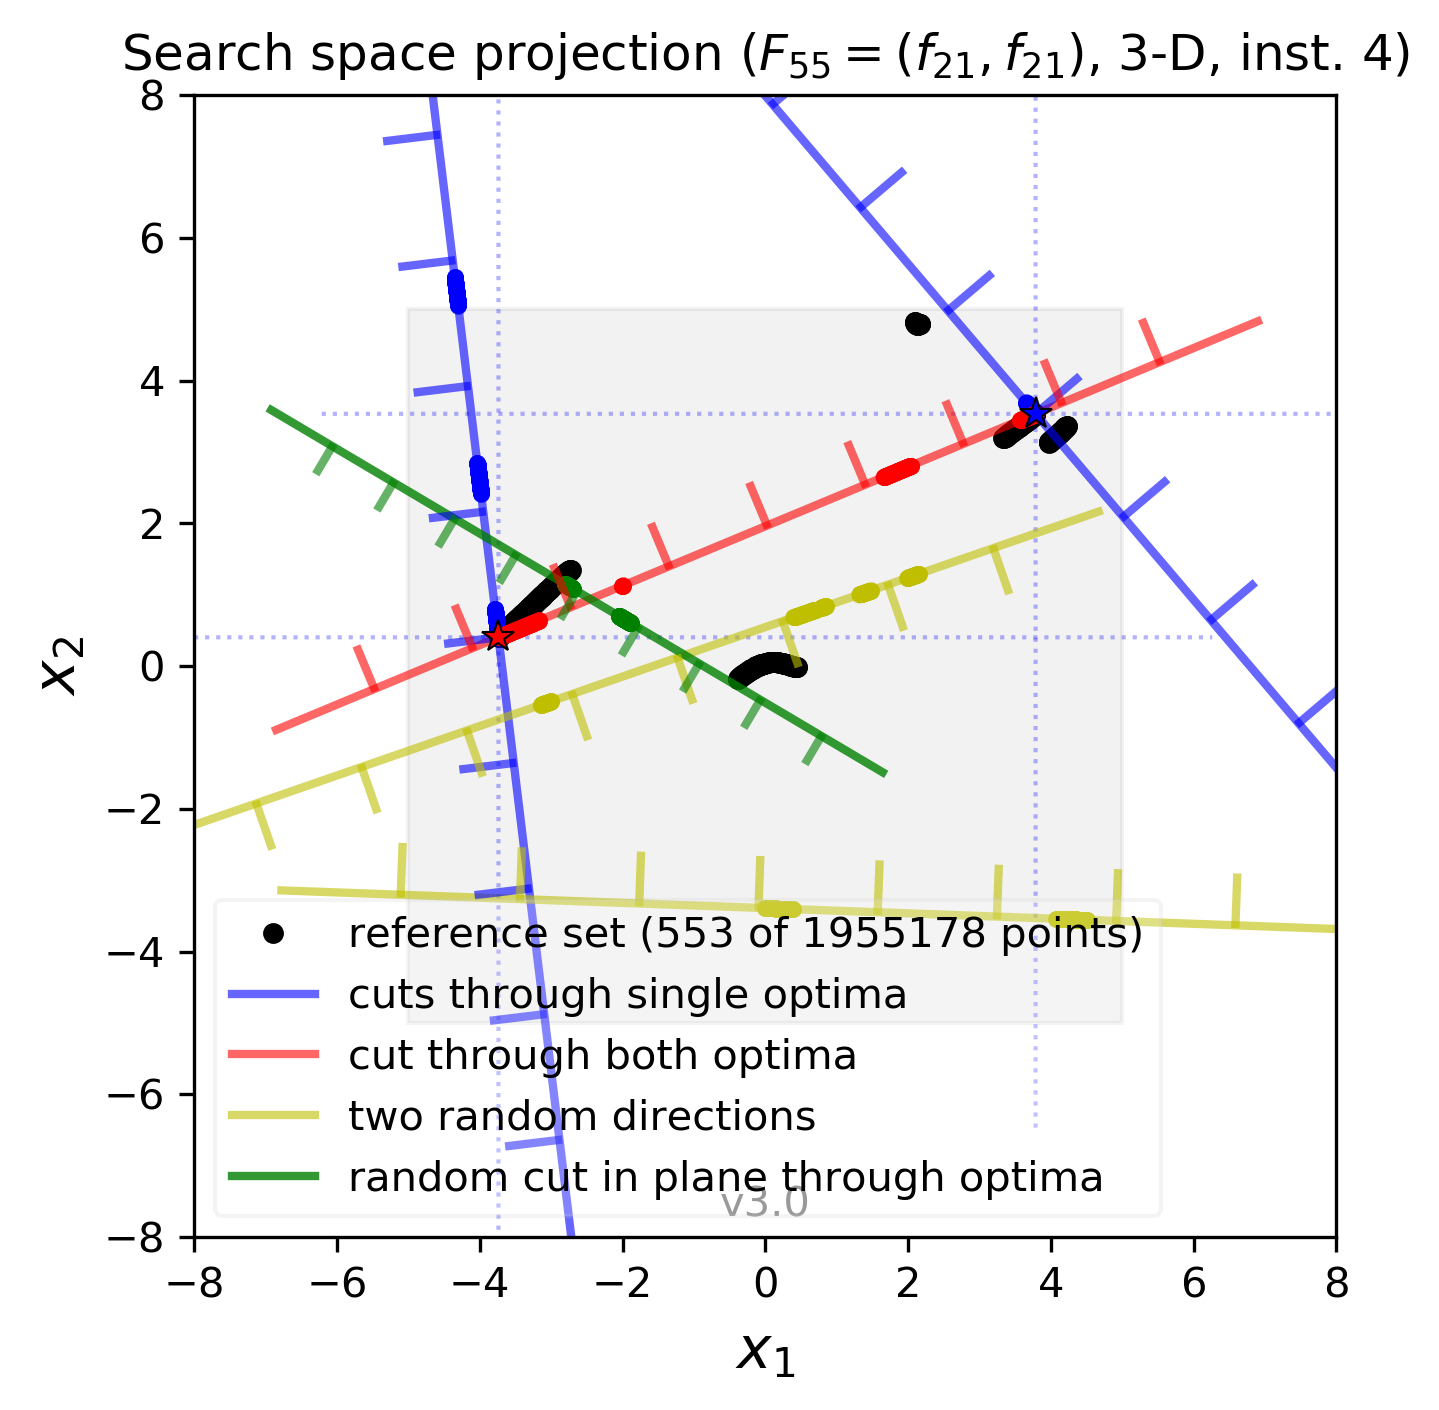 Search space projection (F₅₅ = (f₂₁, f₂₁), 3-D, inst. 4)
8
6
4
2
0
−2
−4
−6
−8
x₂
reference set (553 of 1955178 points)
cuts through single optima
cut through both optima
two random directions
random cut in plane through optima
v3.0
−8 −6 −4 −2 0 2 4 6 8
x₁